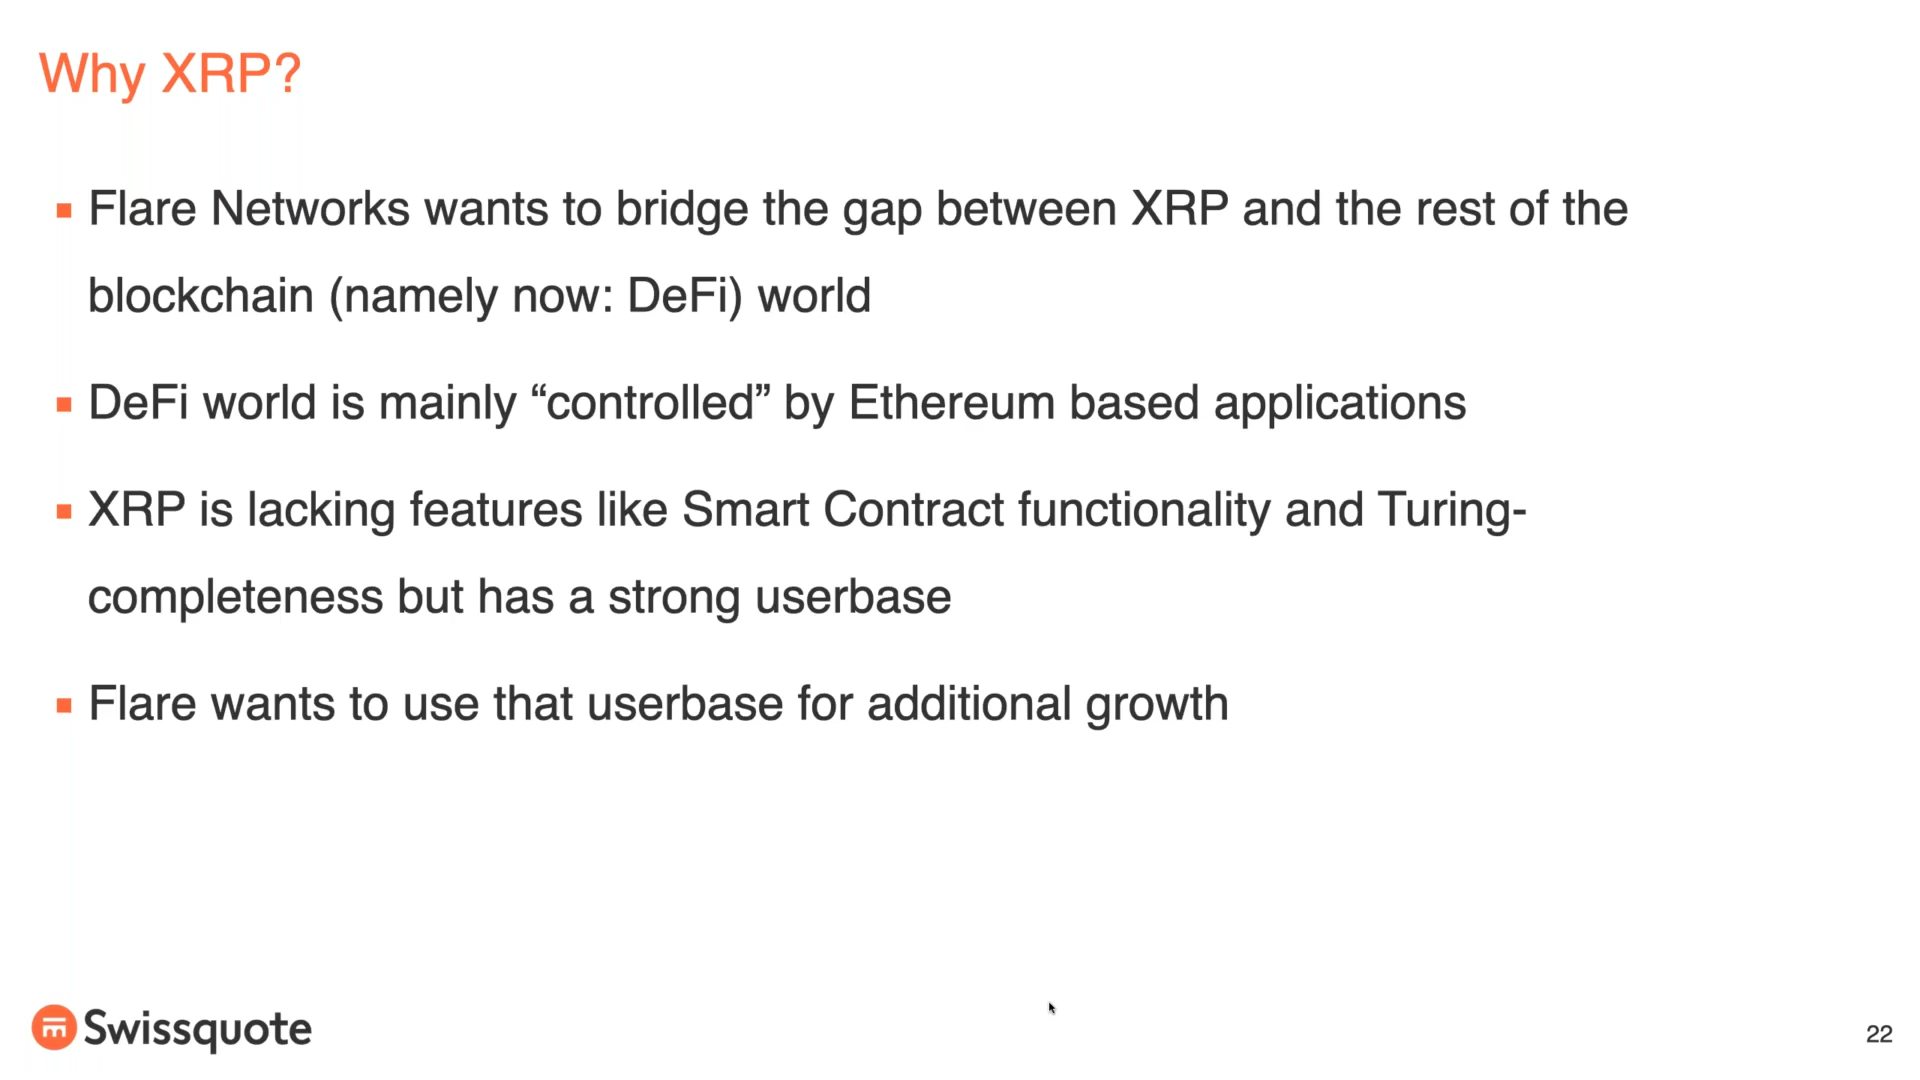 Why XRP?
Flare Networks wants to bridge the gap between XRP and the rest of the
blockchain (namely now: DeFi) world
DeFi world is mainly “controlled” by Ethereum based applications
XRP is lacking features like Smart Contract functionality and Turing-
completeness but has a strong userbase
Flare wants to use that userbase for additional growth
Swissquote
22